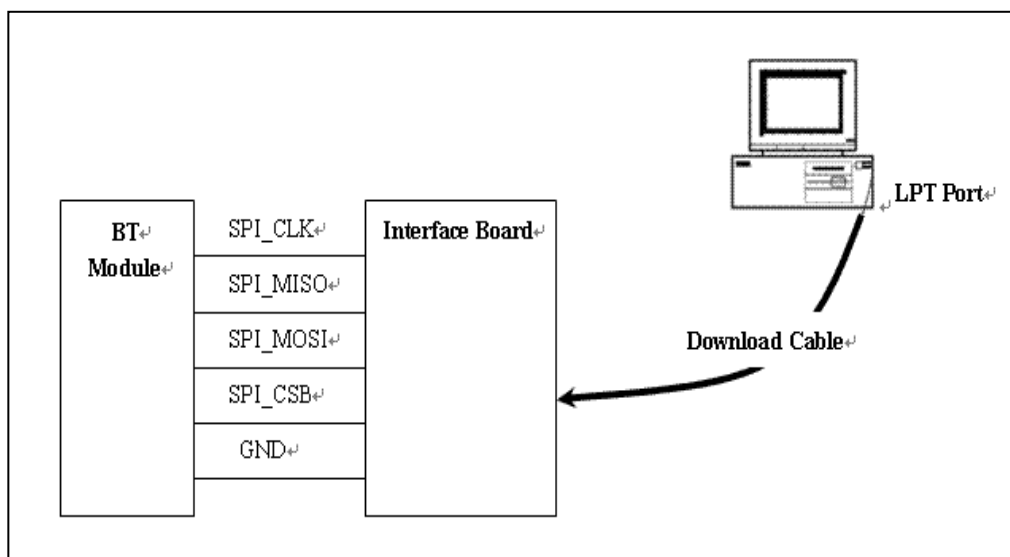 BT
Module
SPI_CLK
SPI_MISO
SPI_MOSI
SPI_CSB
GND
Interface Board
LPT Port
Download Cable